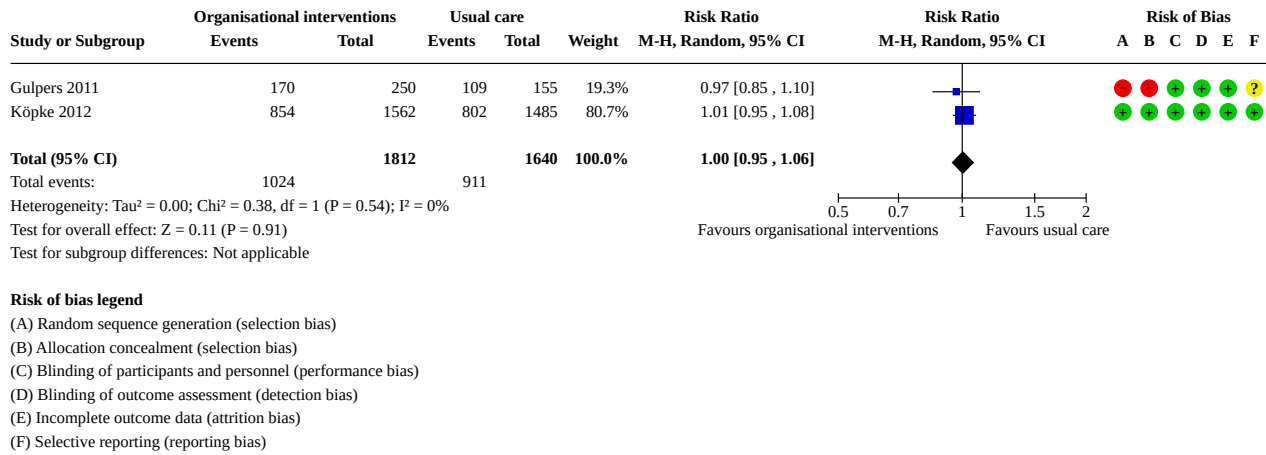 Organisational interventions Usual care Risk Ratio Risk Ratio Risk of Bias
Study or Subgroup Events Total Events Total Weight M-H, Random, 95% CI M-H, Random, 95% CI A B C D E F
Gulpers 2011 170 250 109 155 19.3% 0.97 [0.85 , 1.10] − − + + + ?
Köpke 2012 854 1562 802 1485 80.7% 1.01 [0.95 , 1.08] + + + + + +
Total (95% CI) 1812 1640 100.0% 1.00 [0.95 , 1.06]
Total events: 1024 911
Heterogeneity: Tau² = 0.00; Chi² = 0.38, df = 1 (P = 0.54); I² = 0%
0.5 0.7 1 1.5 2
Test for overall effect: Z = 0.11 (P = 0.91) Favours organisational interventions Favours usual care
Test for subgroup differences: Not applicable
Risk of bias legend
(A) Random sequence generation (selection bias)
(B) Allocation concealment (selection bias)
(C) Blinding of participants and personnel (performance bias)
(D) Blinding of outcome assessment (detection bias)
(E) Incomplete outcome data (attrition bias)
(F) Selective reporting (reporting bias)